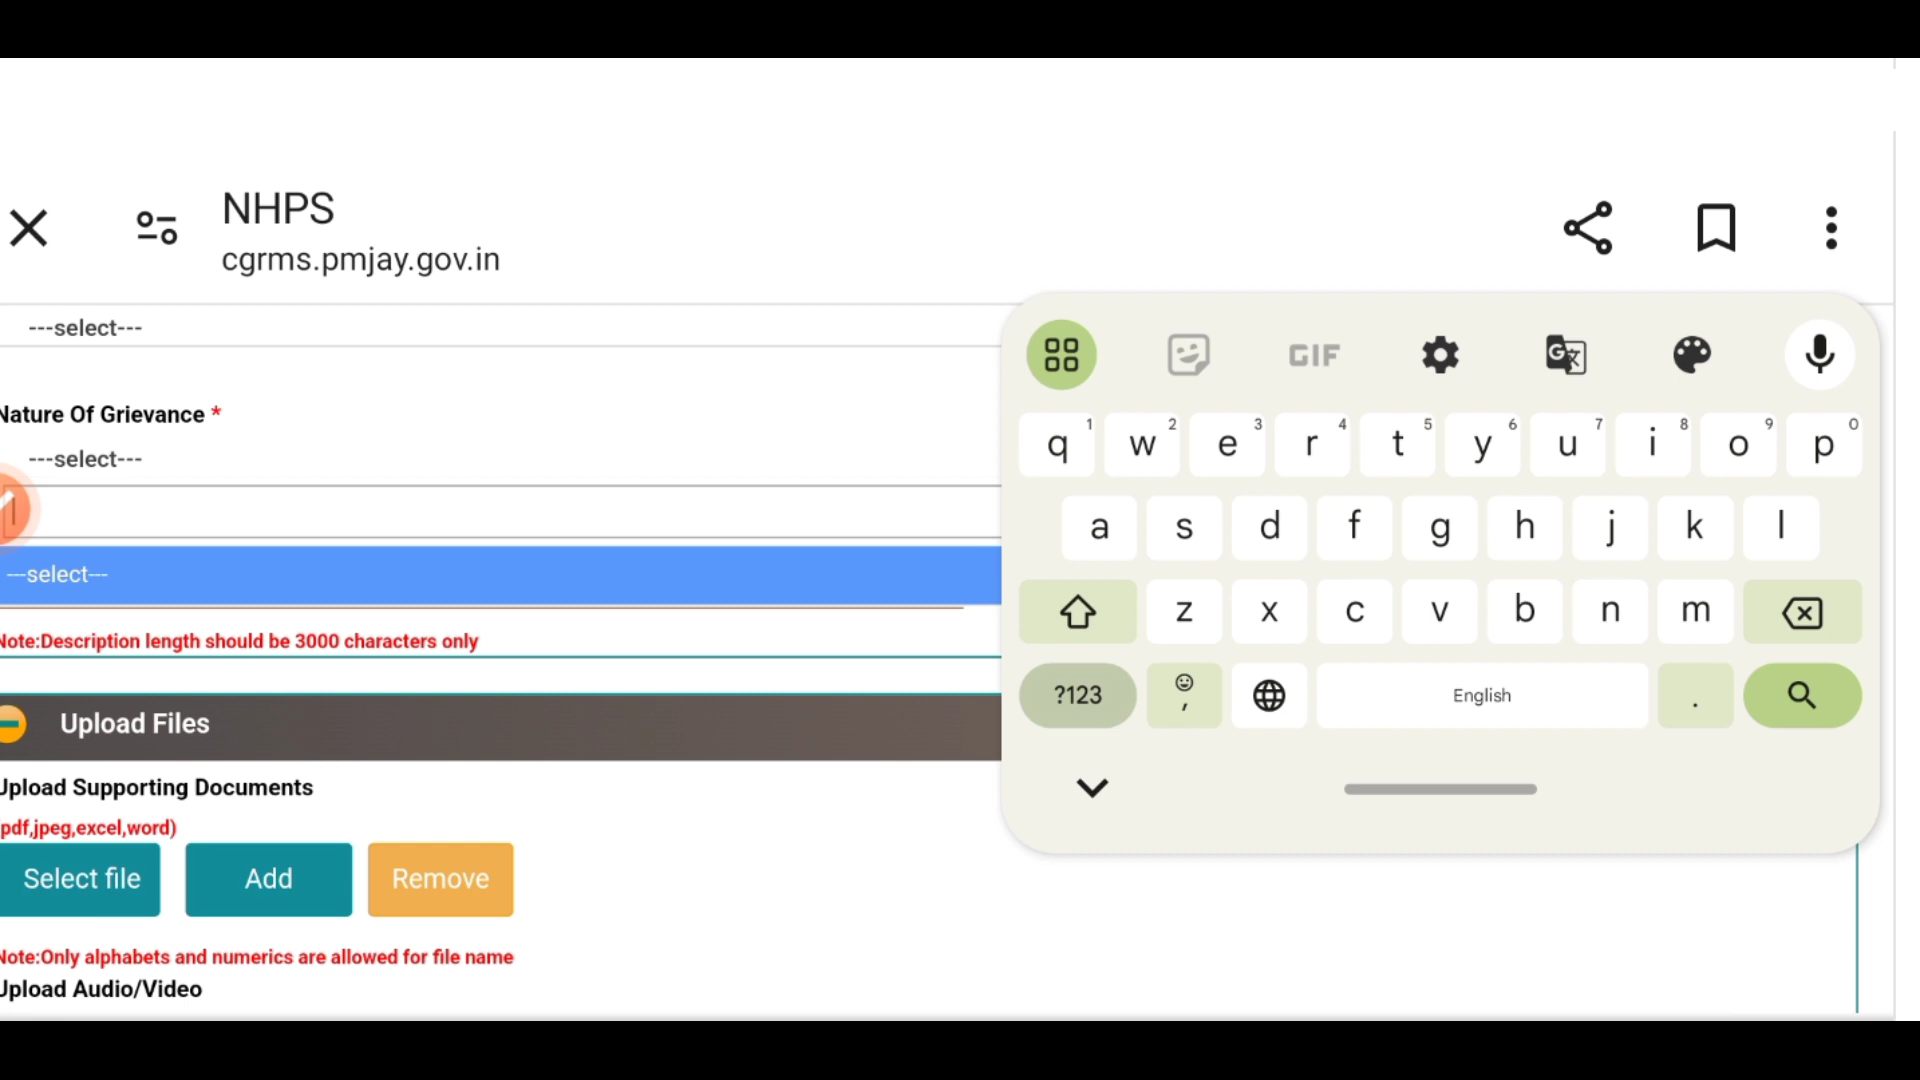 NHPS
cgrms.pmjay.gov.in
---select---
Nature Of Grievance *
---select---
---select---
Note:Description length should be 3000 characters only
Upload Files
Upload Supporting Documents
pdf,jpeg,excel,word)
Select file Add Remove
Note:Only alphabets and numerics are allowed for file name
Upload Audio/Video
GIF
G文
q 1 w 2 e 3 r 4 t 5 y 6 u 7 i 8 o 9 p 0
a s d f g h j k l
z x c v b n m
?123 , English .